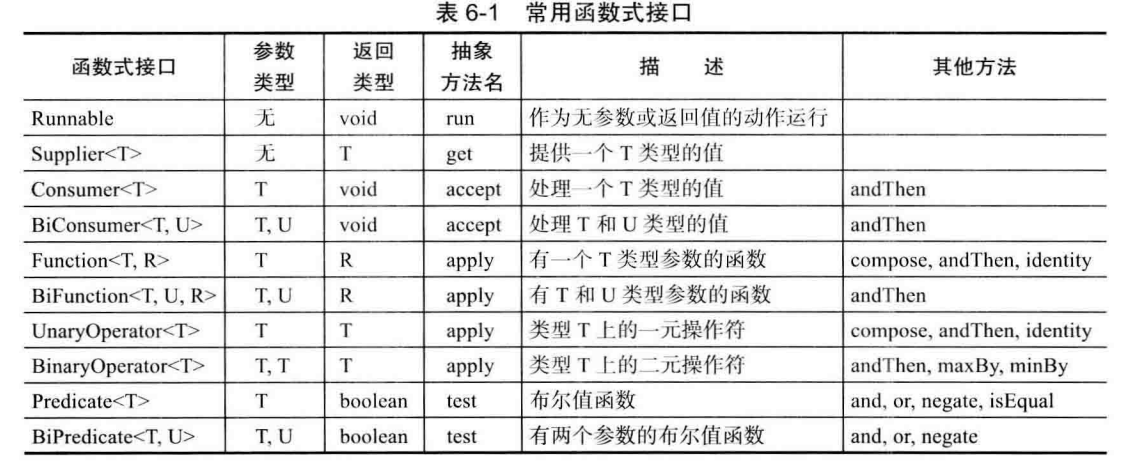 表 6-1 常用函数式接口
函数式接口 参数类型 返回类型 抽象方法名 描 述 其他方法
Runnable 无 void run 作为无参数或返回值的动作运行
Supplier<T> 无 T get 提供一个 T 类型的值
Consumer<T> T void accept 处理一个 T 类型的值 andThen
BiConsumer<T, U> T, U void accept 处理 T 和 U 类型的值 andThen
Function<T, R> T R apply 有一个 T 类型参数的函数 compose, andThen, identity
BiFunction<T, U, R> T, U R apply 有 T 和 U 类型参数的函数 andThen
UnaryOperator<T> T T apply 类型 T 上的一元操作符 compose, andThen, identity
BinaryOperator<T> T, T T apply 类型 T 上的二元操作符 andThen, maxBy, minBy
Predicate<T> T boolean test 布尔值函数 and, or, negate, isEqual
BiPredicate<T, U> T, U boolean test 有两个参数的布尔值函数 and, or, negate